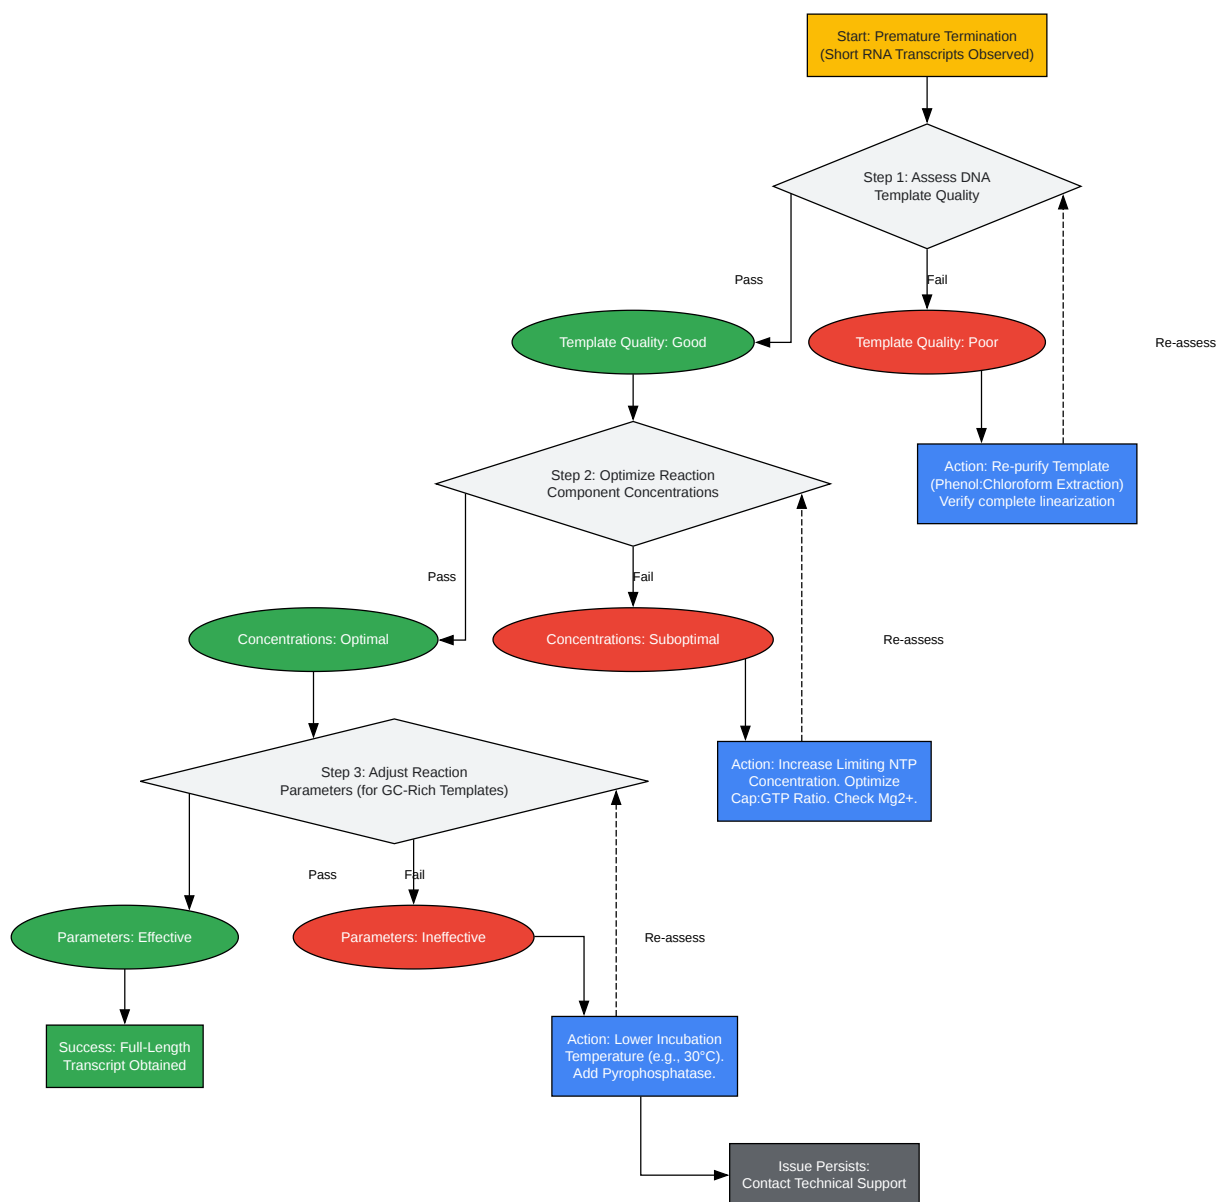 Start: Premature Termination
(Short RNA Transcripts Observed)
Step 1: Assess DNA
Template Quality
Pass
Fail
Template Quality: Good
Template Quality: Poor
Re-assess
Action: Re-purify Template
(Phenol:Chloroform Extraction)
Verify complete linearization
Step 2: Optimize Reaction
Component Concentrations
Pass
Fail
Concentrations: Optimal
Concentrations: Suboptimal
Re-assess
Action: Increase Limiting NTP
Concentration. Optimize
Cap:GTP Ratio. Check Mg2+.
Step 3: Adjust Reaction
Parameters (for GC-Rich Templates)
Pass
Fail
Parameters: Effective
Parameters: Ineffective
Re-assess
Success: Full-Length
Transcript Obtained
Action: Lower Incubation
Temperature (e.g., 30°C).
Add Pyrophosphatase.
Issue Persists:
Contact Technical Support